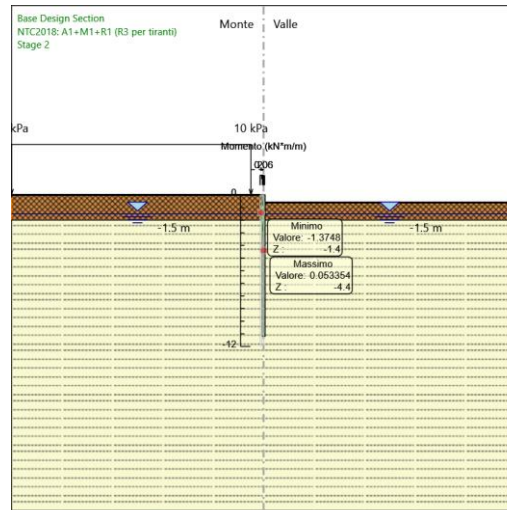 Base Design Section
NTC2018: A1+M1+R1 (R3 per tiranti)
Stage 2
Monte
Valle
kPa
10 kPa
Momento (kN*m/m)
0
-1.5 m
-1.5 m
Minimo
Valore: -1.3748
Z : -1.4
Massimo
Valore: 0.053354
Z : -4.4
-12